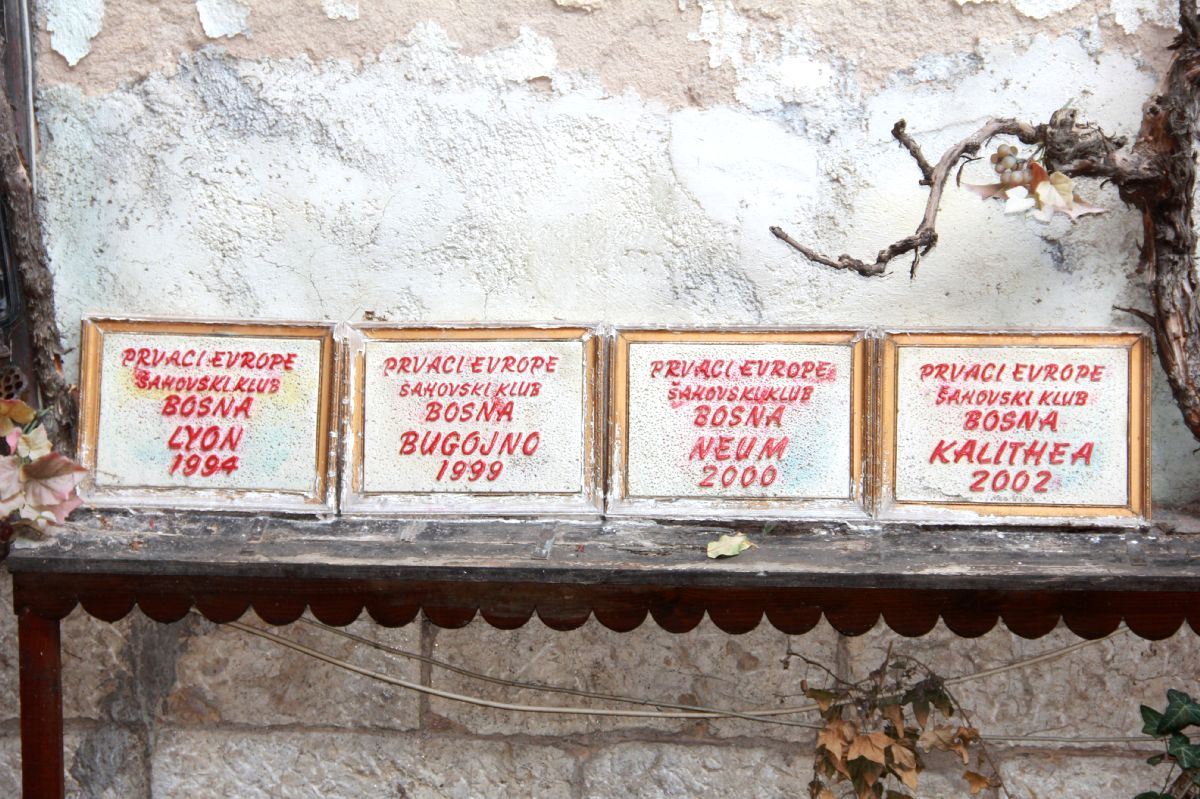 PRVACI EVROPE
ŠAHOVSKI KLUB
BOSNA
LYON
1994
PRVACI EVROPE
ŠAHOVSKI KLUB
BOSNA
BUGOJNO
1999
PRVACI EVROPE
ŠAHOVSKI KLUB
BOSNA
NEUM
2000
PRVACI EVROPE
ŠAHOVSKI KLUB
BOSNA
KALITHEA
2002